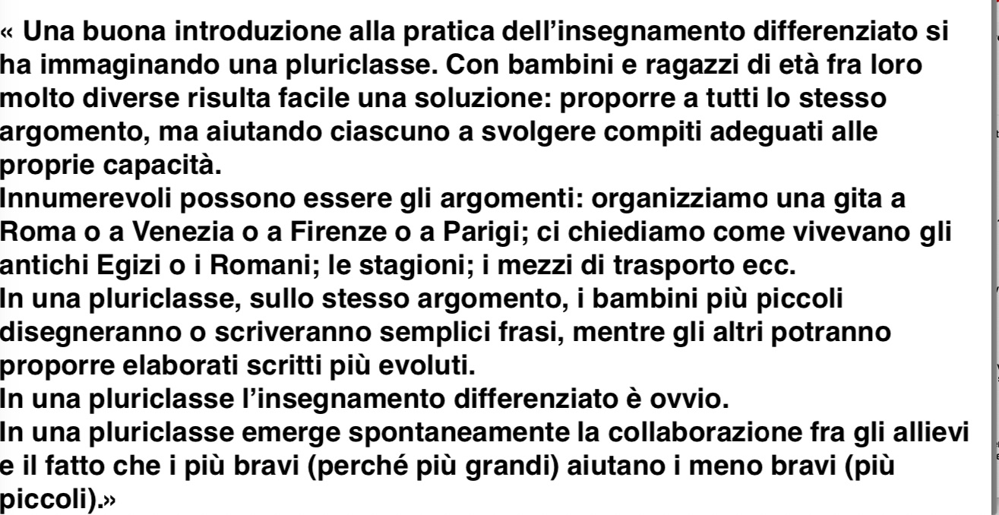 « Una buona introduzione alla pratica dell’insegnamento differenziato si
ha immaginando una pluriclasse. Con bambini e ragazzi di età fra loro
molto diverse risulta facile una soluzione: proporre a tutti lo stesso
argomento, ma aiutando ciascuno a svolgere compiti adeguati alle
proprie capacità.
Innumerevoli possono essere gli argomenti: organizziamo una gita a
Roma o a Venezia o a Firenze o a Parigi; ci chiediamo come vivevano gli
antichi Egizi o i Romani; le stagioni; i mezzi di trasporto ecc.
In una pluriclasse, sullo stesso argomento, i bambini più piccoli
disegneranno o scriveranno semplici frasi, mentre gli altri potranno
proporre elaborati scritti più evoluti.
In una pluriclasse l’insegnamento differenziato è ovvio.
In una pluriclasse emerge spontaneamente la collaborazione fra gli allievi
e il fatto che i più bravi (perché più grandi) aiutano i meno bravi (più
piccoli).»